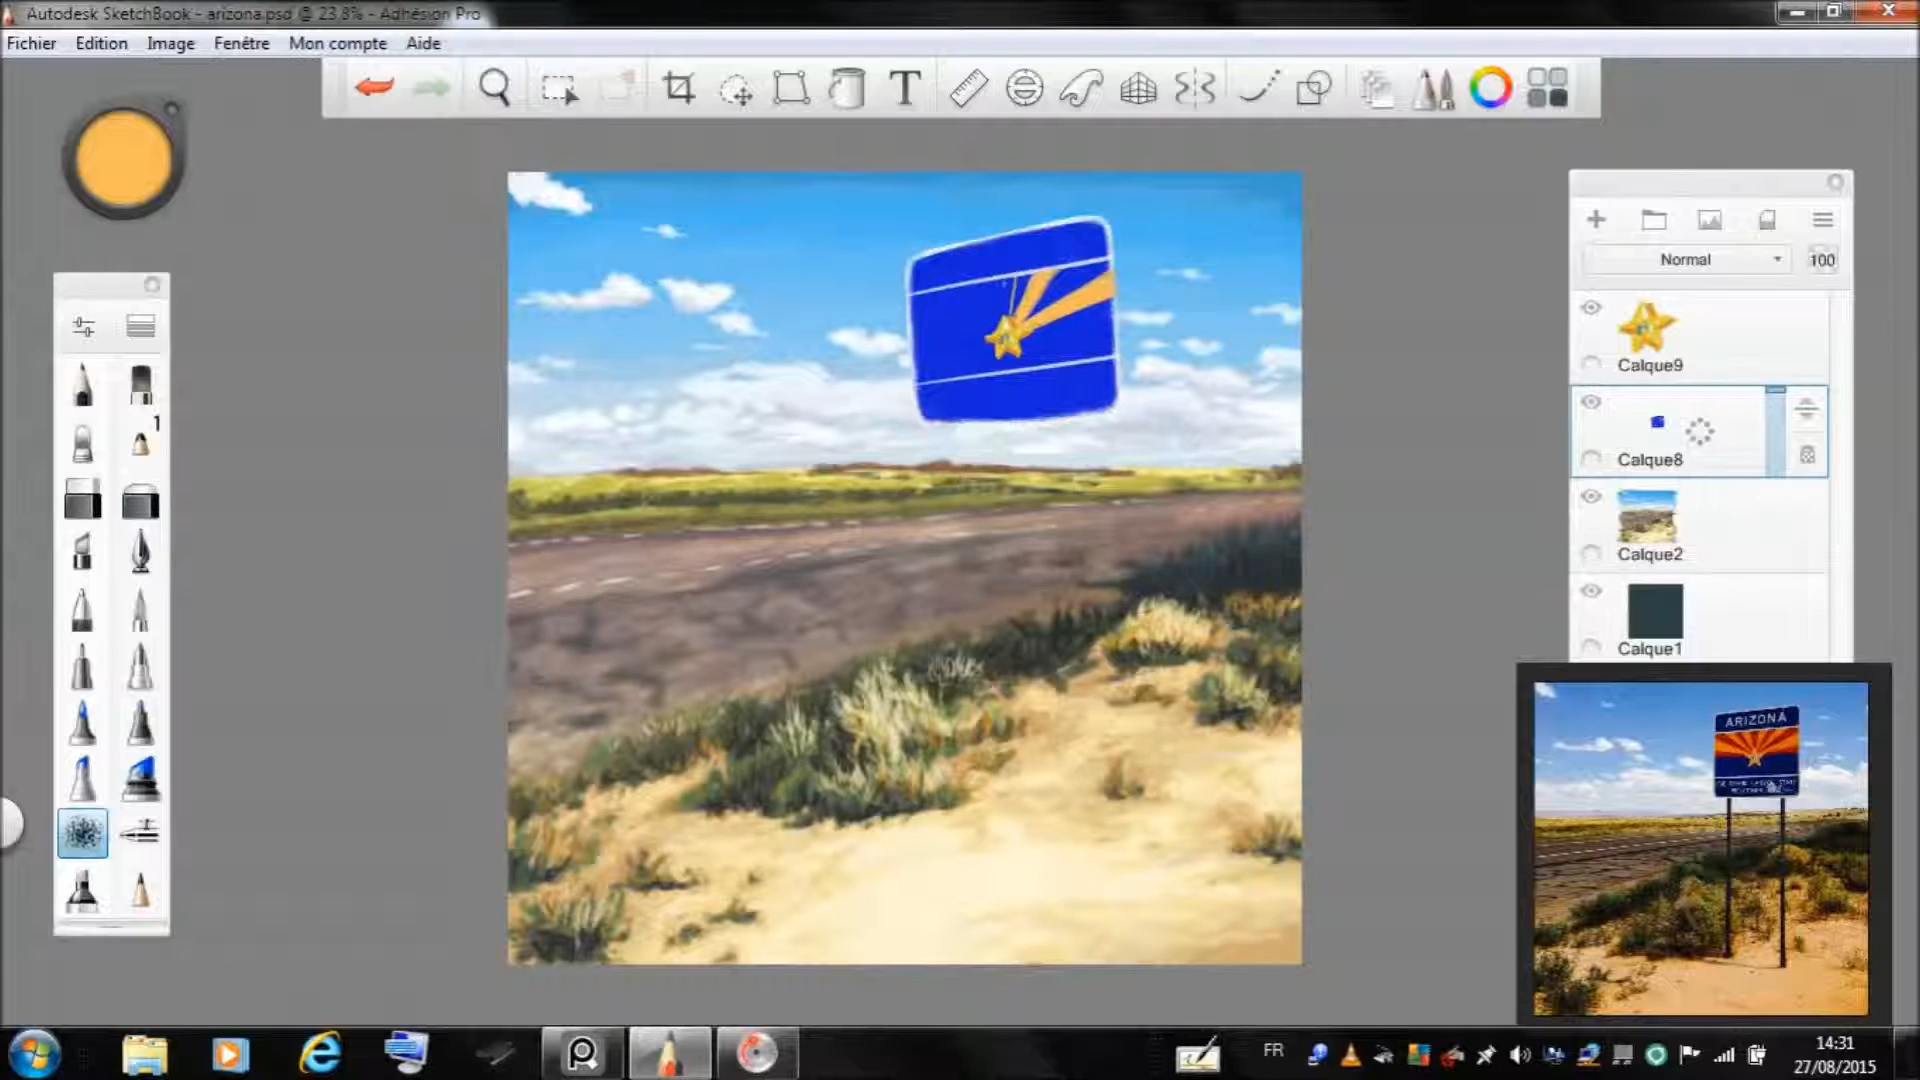 Autodesk SketchBook - arizona.psd @ 23.8% - Adhésion Pro
Fichier Edition Image Fenêtre Mon compte Aide
T
Normal 100
Calque9
1
Calque8
Calque2
Calque1
ARIZONA
FR
14:31
27/08/2015